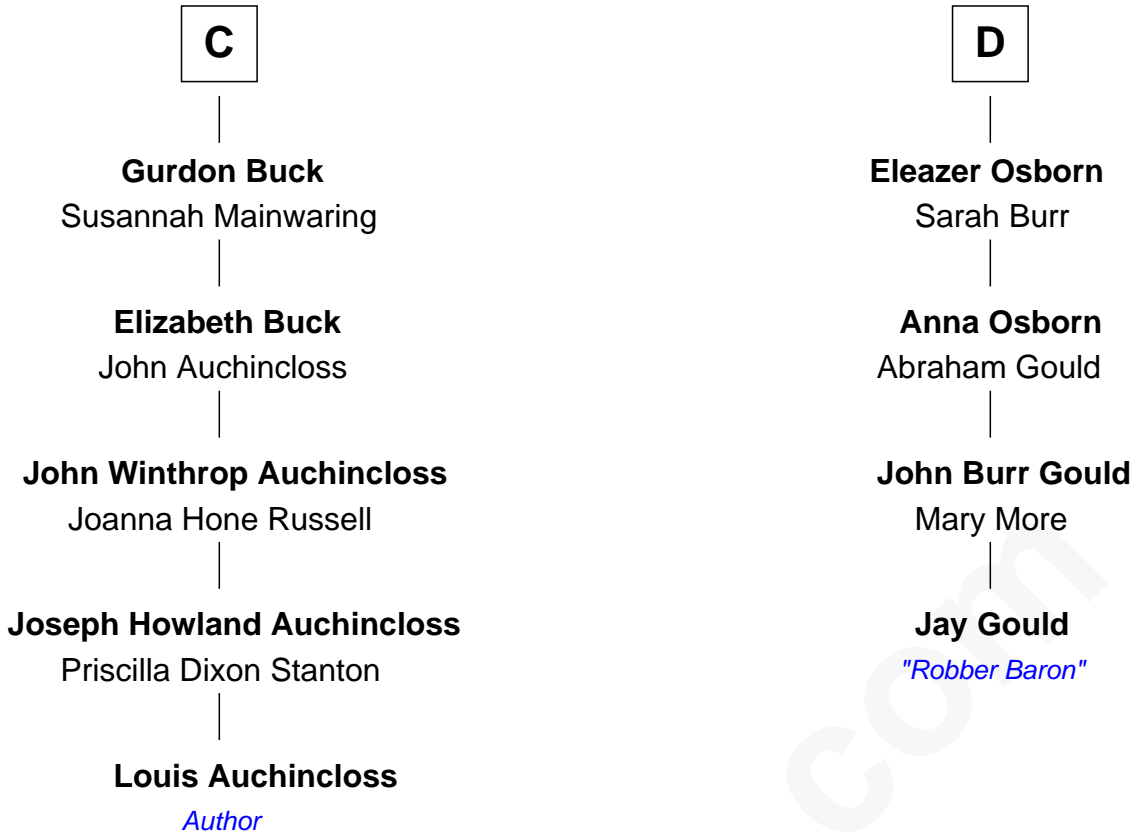 C
Gurdon Buck
Susannah Mainwaring
Elizabeth Buck
John Auchincloss
John Winthrop Auchincloss
Joanna Hone Russell
Joseph Howland Auchincloss
Priscilla Dixon Stanton
Louis Auchincloss
Author
D
Eleazer Osborn
Sarah Burr
Anna Osborn
Abraham Gould
John Burr Gould
Mary More
Jay Gould
"Robber Baron"
com